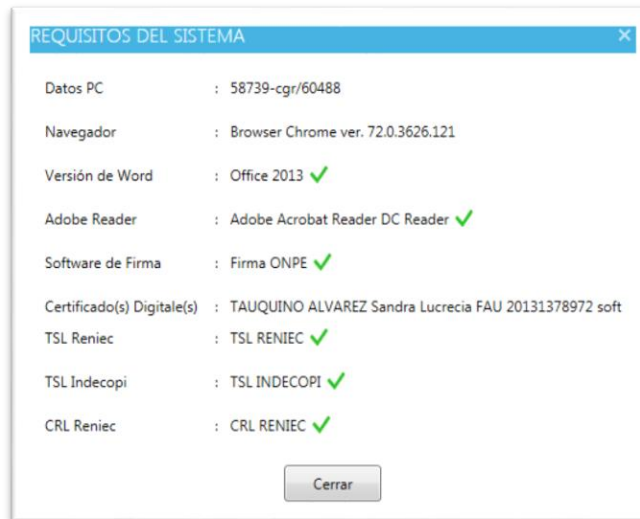 REQUISITOS DEL SISTEMA
Datos PC : 58739-cgr/60488
Navegador : Browser Chrome ver. 72.0.3626.121
Versión de Word : Office 2013
Adobe Reader : Adobe Acrobat Reader DC Reader
Software de Firma : Firma ONPE
Certificado(s) Digitale(s) : TAUQUINO ALVAREZ Sandra Lucrecia FAU 20131378972 soft
TSL Reniec : TSL RENIEC
TSL Indecopi : TSL INDECOPI
CRL Reniec : CRL RENIEC
Cerrar